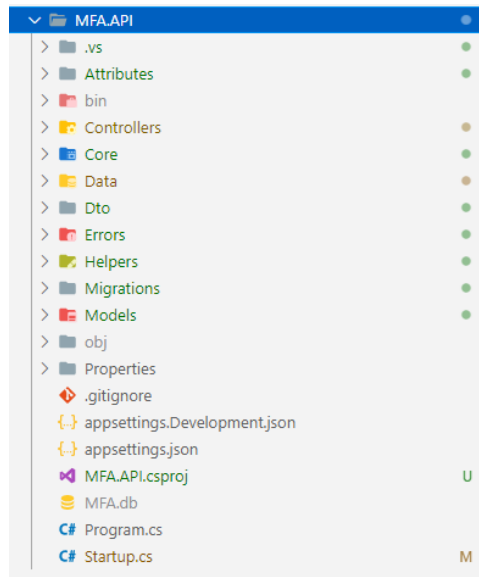 MFA.API
.vs
Attributes
bin
Controllers
Core
Data
Dto
Errors
Helpers
Migrations
Models
obj
Properties
.gitignore
{..} appsettings.Development.json
{..} appsettings.json
MFA.API.csproj U
MFA.db
C# Program.cs
C# Startup.cs M